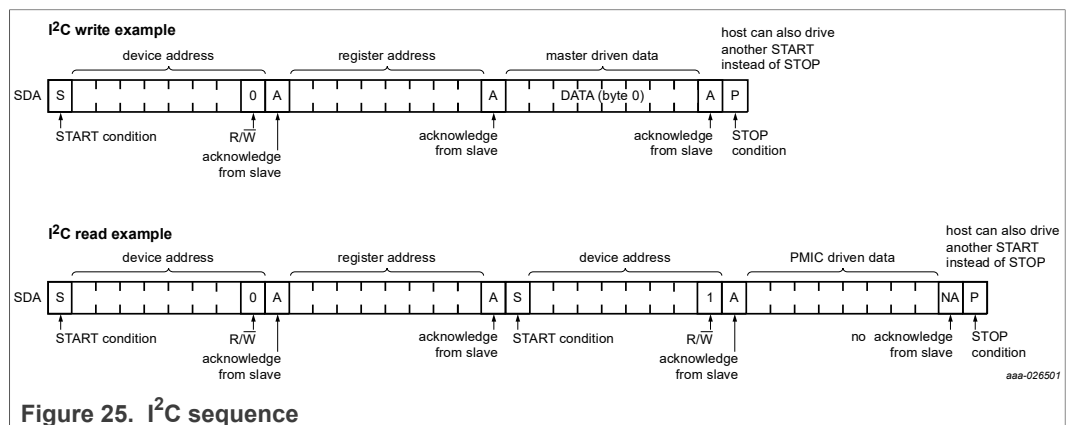 I²C write example
host can also drive
another START
instead of STOP
device address register address master driven data
SDA S 0 A A DATA (byte 0) A P
START condition R/W̅ acknowledge from slave acknowledge from slave acknowledge from slave STOP condition
I²C read example
host can also drive
another START
instead of STOP
device address register address device address PMIC driven data
SDA S 0 A A S 1 A NA P
START condition R/W̅ acknowledge from slave acknowledge from slave START condition R/W̅ acknowledge from slave no acknowledge from slave STOP condition
aaa-026501
Figure 25. I²C sequence